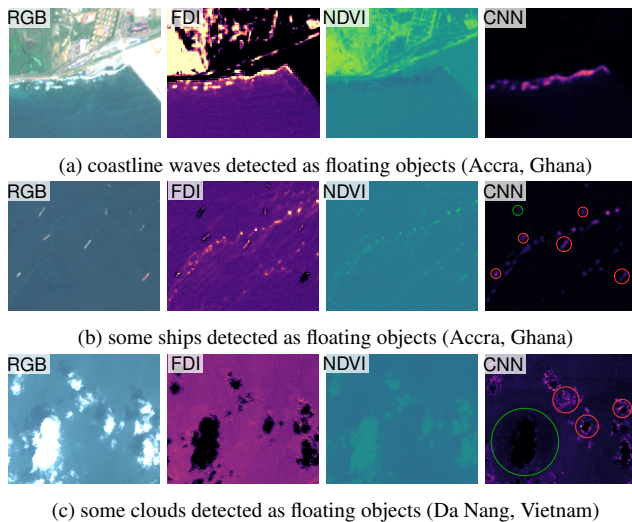 RGB FDI NDVI CNN
(a) coastline waves detected as floating objects (Accra, Ghana)
RGB FDI NDVI CNN
(b) some ships detected as floating objects (Accra, Ghana)
RGB FDI NDVI CNN
(c) some clouds detected as floating objects (Da Nang, Vietnam)